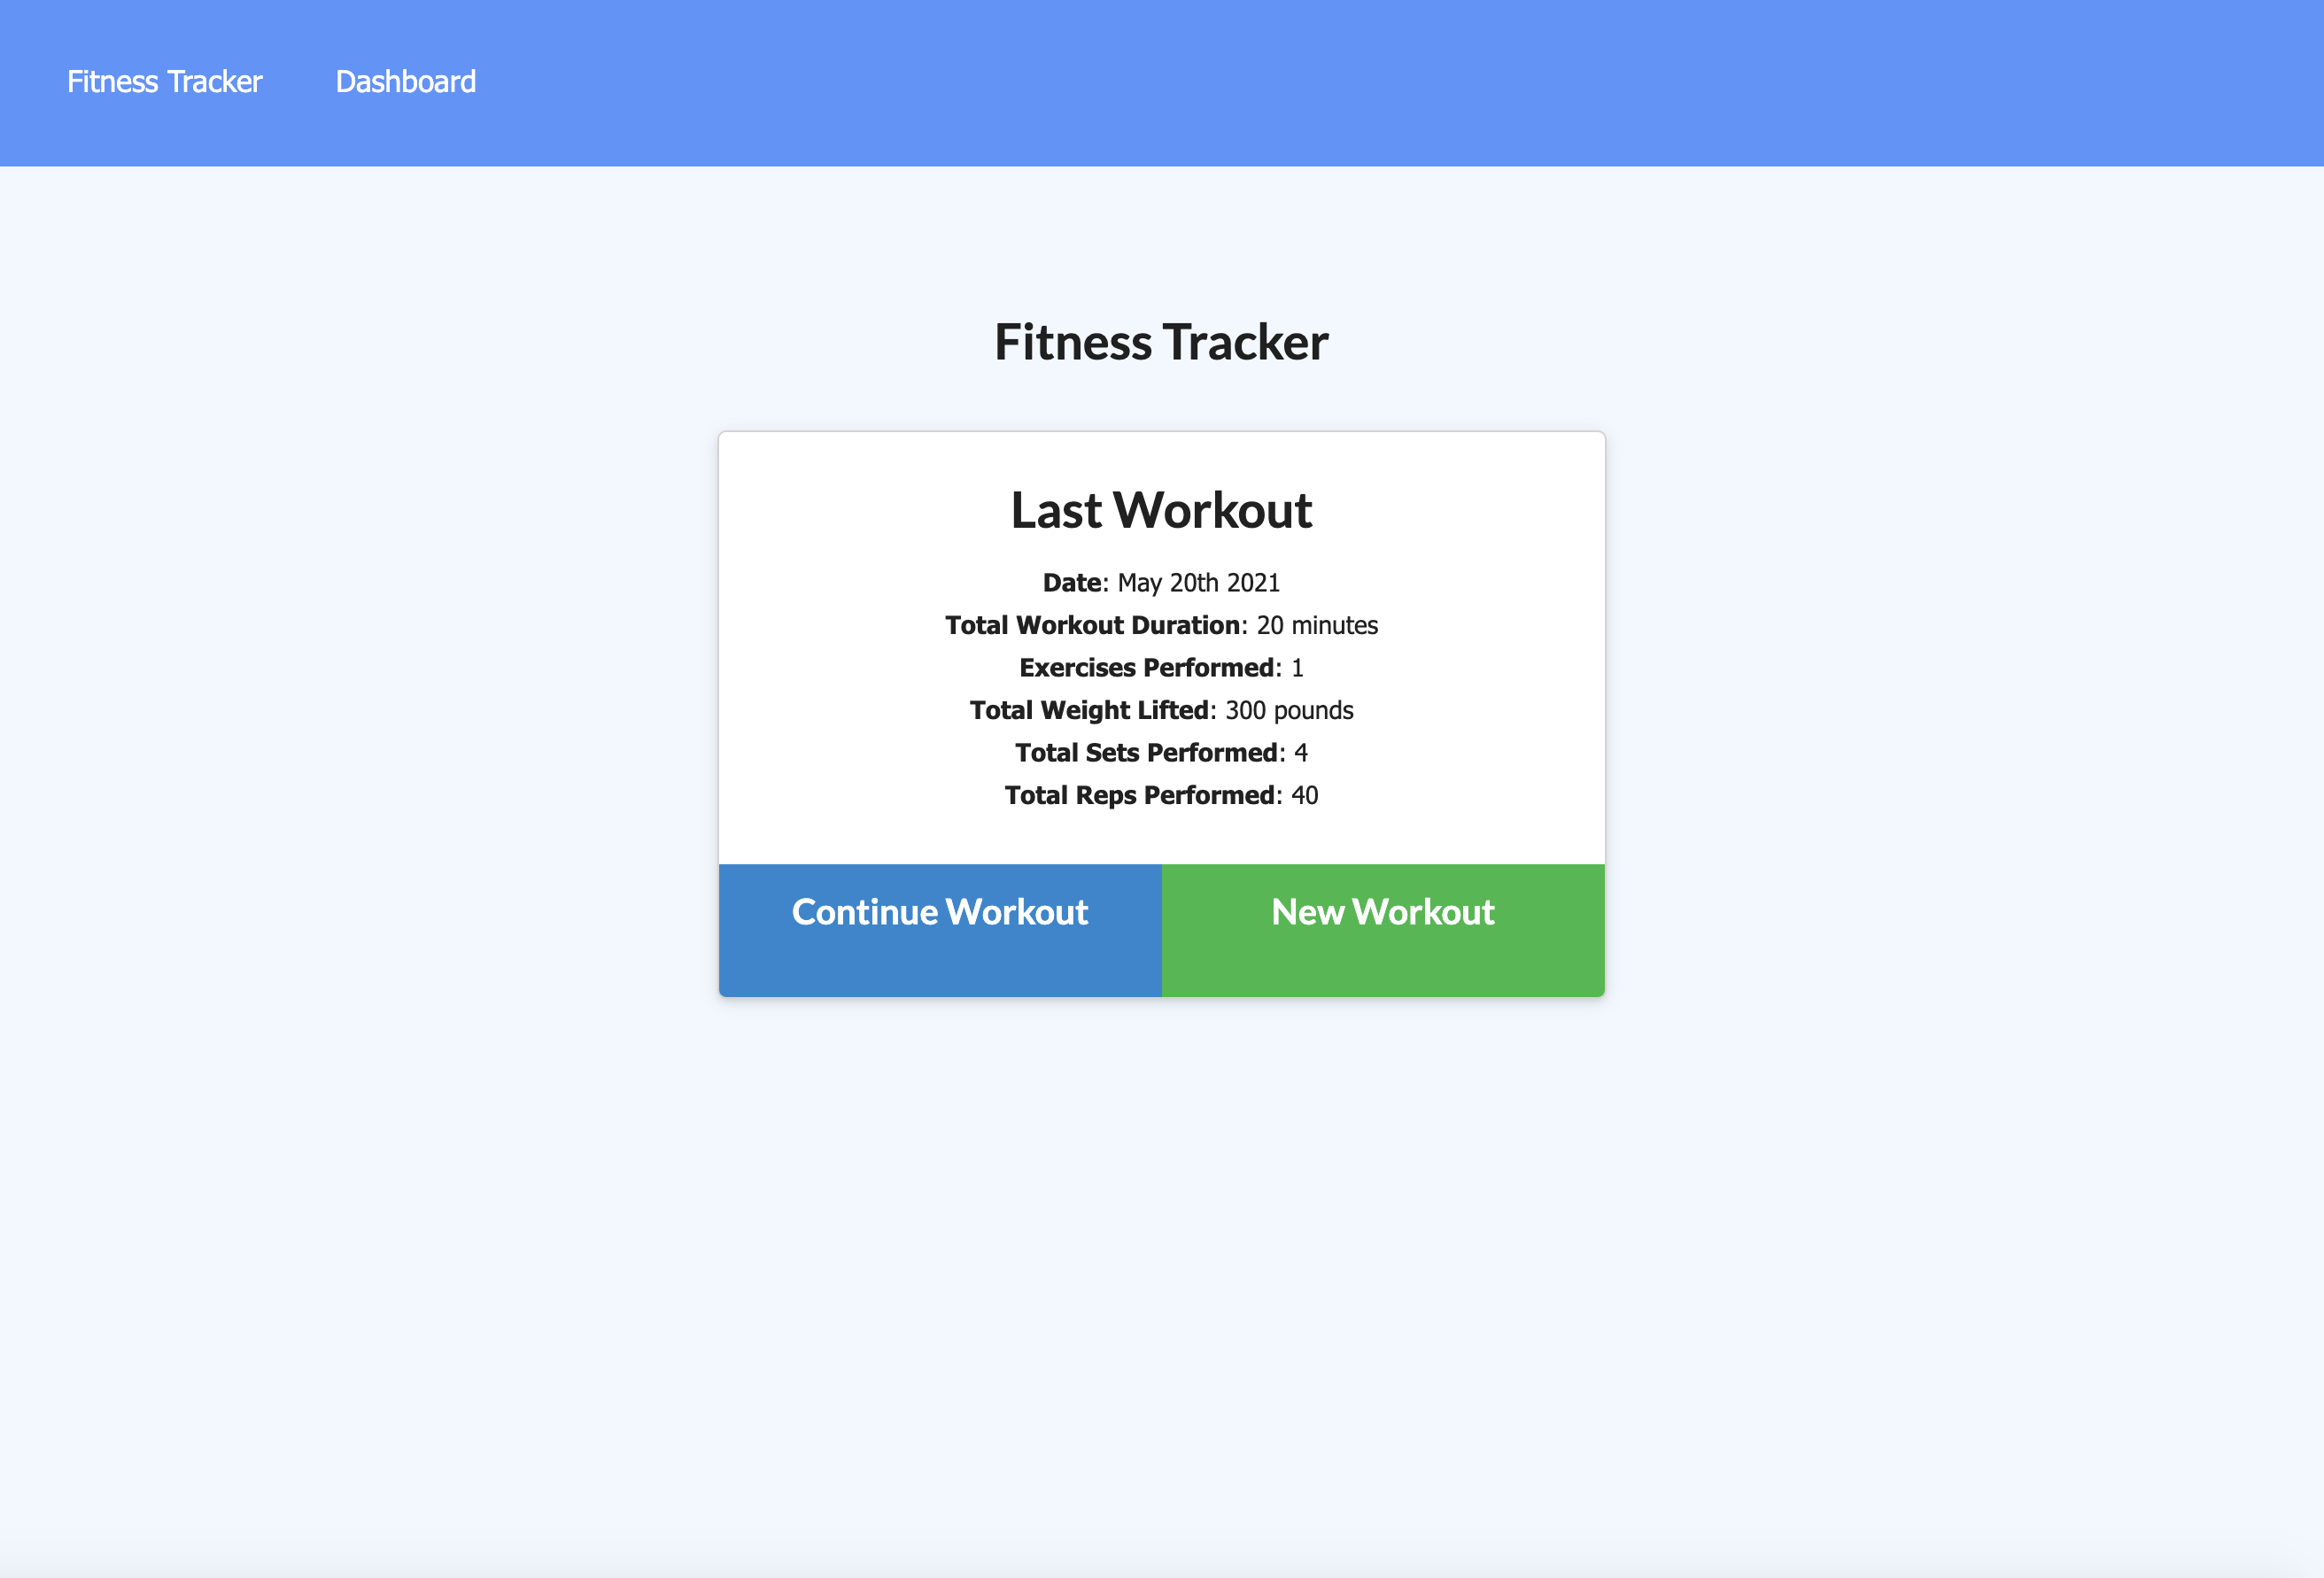 Fitness Tracker Dashboard
Fitness Tracker
Last Workout
Date: May 20th 2021
Total Workout Duration: 20 minutes
Exercises Performed: 1
Total Weight Lifted: 300 pounds
Total Sets Performed: 4
Total Reps Performed: 40
Continue Workout New Workout